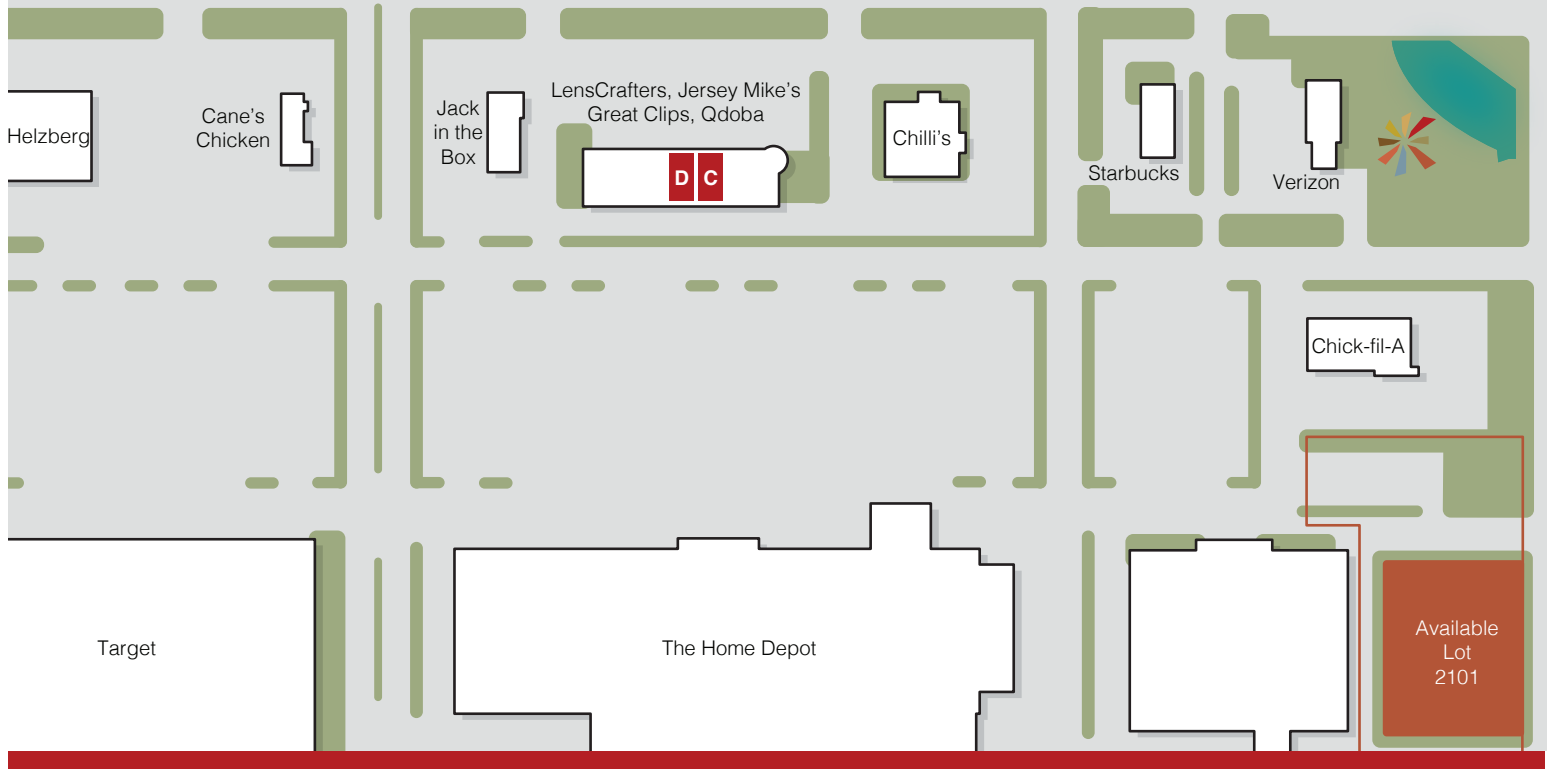 Helzberg
Cane's
Chicken
Jack
in the
Box
LensCrafters, Jersey Mike's
Great Clips, Qdoba
D C
Chilli's
Starbucks
Verizon
Chick-fil-A
Target
The Home Depot
Available
Lot
2101